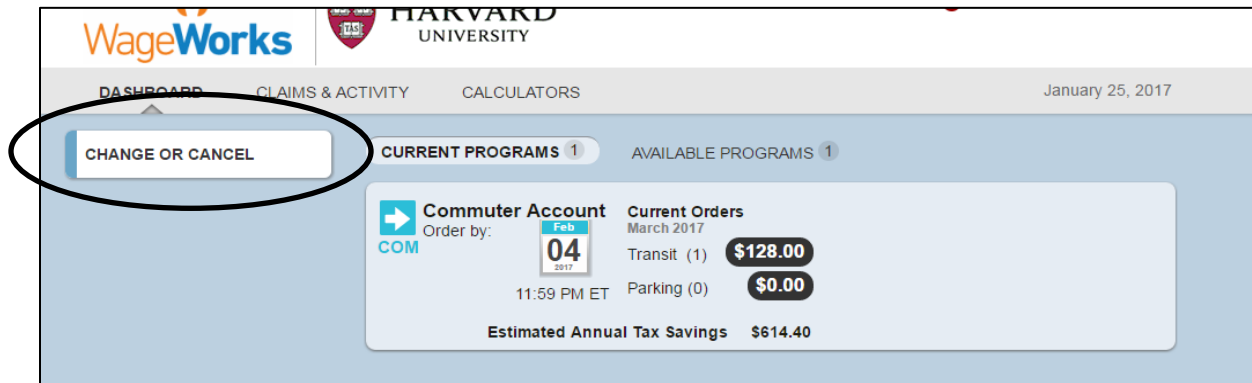 WageWorks
HARVARD
UNIVERSITY
DASHBOARD CLAIMS & ACTIVITY CALCULATORS January 25, 2017
CHANGE OR CANCEL
CURRENT PROGRAMS 1 AVAILABLE PROGRAMS 1
Commuter Account
Order by:
COM
Feb
04
2017
11:59 PM ET
Current Orders
March 2017
Transit (1) $128.00
Parking (0) $0.00
Estimated Annual Tax Savings $614.40